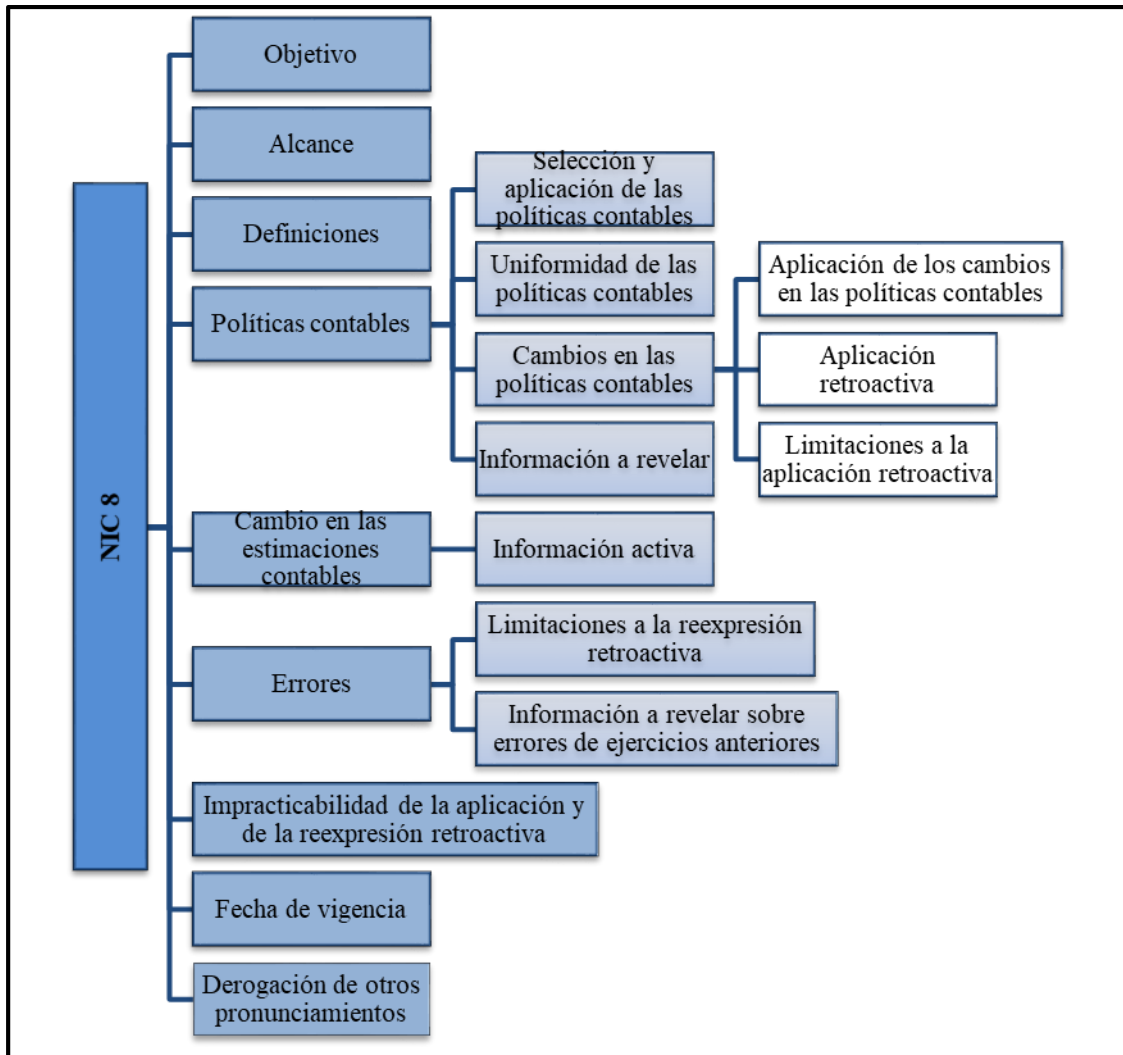 NIC 8
Objetivo
Alcance
Definiciones
Políticas contables
Selección y
aplicación de las
políticas contables
Uniformidad de las
políticas contables
Cambios en las
políticas contables
Aplicación de los cambios
en las políticas contables
Aplicación
retroactiva
Limitaciones a la
aplicación retroactiva
Información a revelar
Cambio en las
estimaciones
contables
Información activa
Errores
Limitaciones a la reexpresión
retroactiva
Información a revelar sobre
errores de ejercicios anteriores
Impracticabilidad de la aplicación y
de la reexpresión retroactiva
Fecha de vigencia
Derogación de otros
pronunciamientos